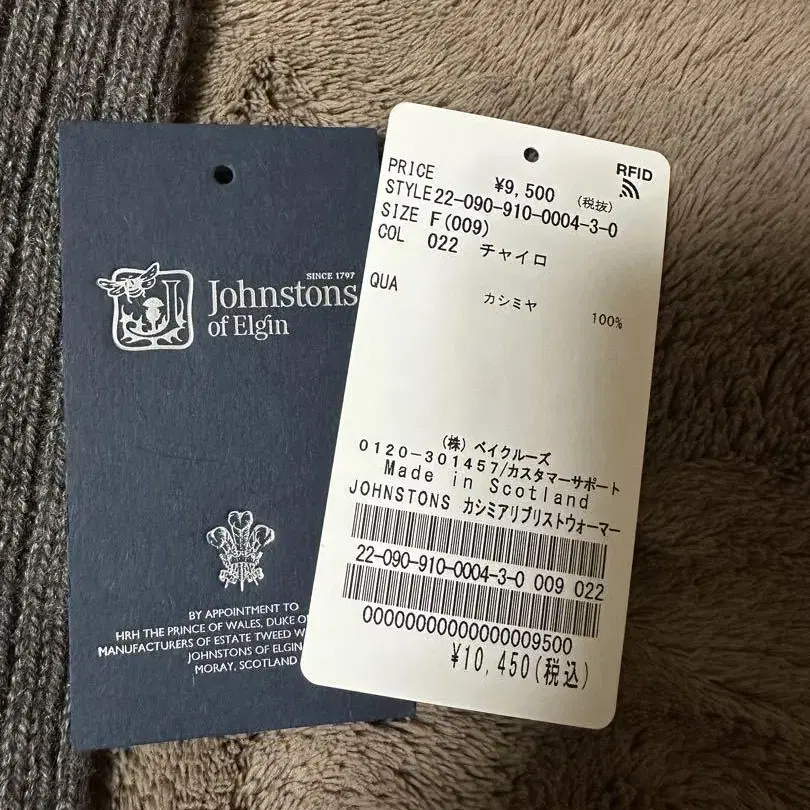 SINCE 1797
Johnstons
of Elgin
BY APPOINTMENT TO
HRH THE PRINCE OF WALES, DUKE
MANUFACTURERS OF ESTATE TWEED
JOHNSTONS OF ELGIN
MORAY, SCOTLAND
RFID
PRICE ¥9,500 (税抜)
STYLE 22-090-910-0004-3-0
SIZE F(009)
COL 022 チャイロ
QUA
カシミヤ 100%
(株) ベイクルーズ
0120-301457/カスタマーサポート
Made in Scotland
JOHNSTONS カシミアリブリストウォーマー
22-090-910-0004-3-0 009 022
00000000000000009500
¥10,450(税込)